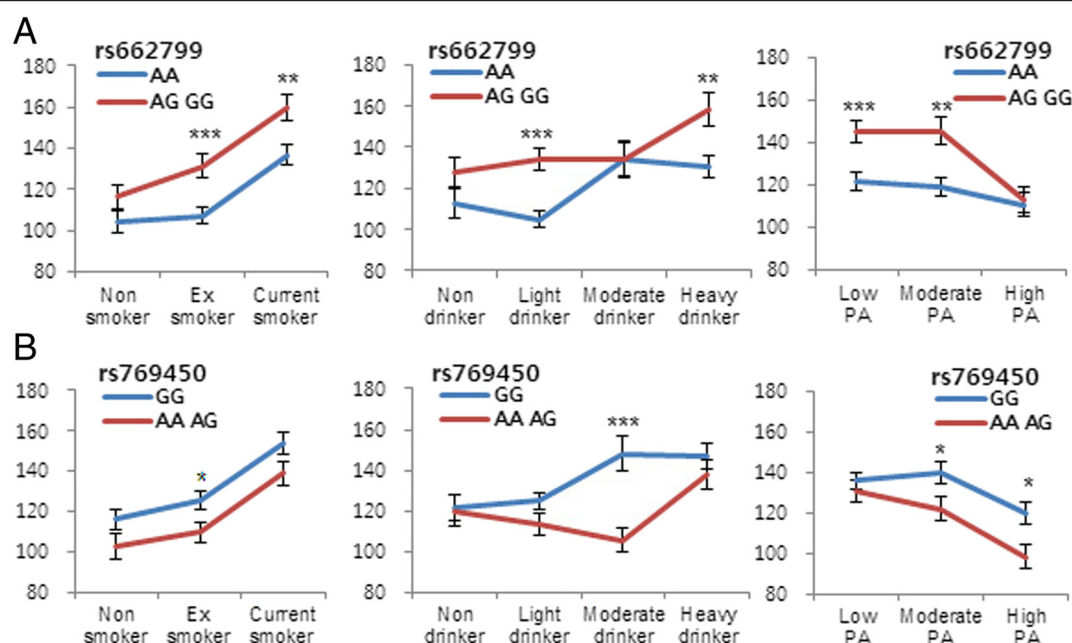 A
rs662799
AA
AG GG
180
160
140
120
100
80
***
**
Non smoker
Ex smoker
Current smoker
rs662799
AA
AG GG
180
160
140
120
100
80
***
**
Non drinker
Light drinker
Moderate drinker
Heavy drinker
rs662799
AA
AG GG
180
160
140
120
100
80
***
**
Low PA
Moderate PA
High PA
B
rs769450
GG
AA AG
180
160
140
120
100
80
*
Non smoker
Ex smoker
Current smoker
rs769450
GG
AA AG
180
160
140
120
100
80
***
Non drinker
Light drinker
Moderate drinker
Heavy drinker
rs769450
GG
AA AG
180
160
140
120
100
80
*
*
Low PA
Moderate PA
High PA